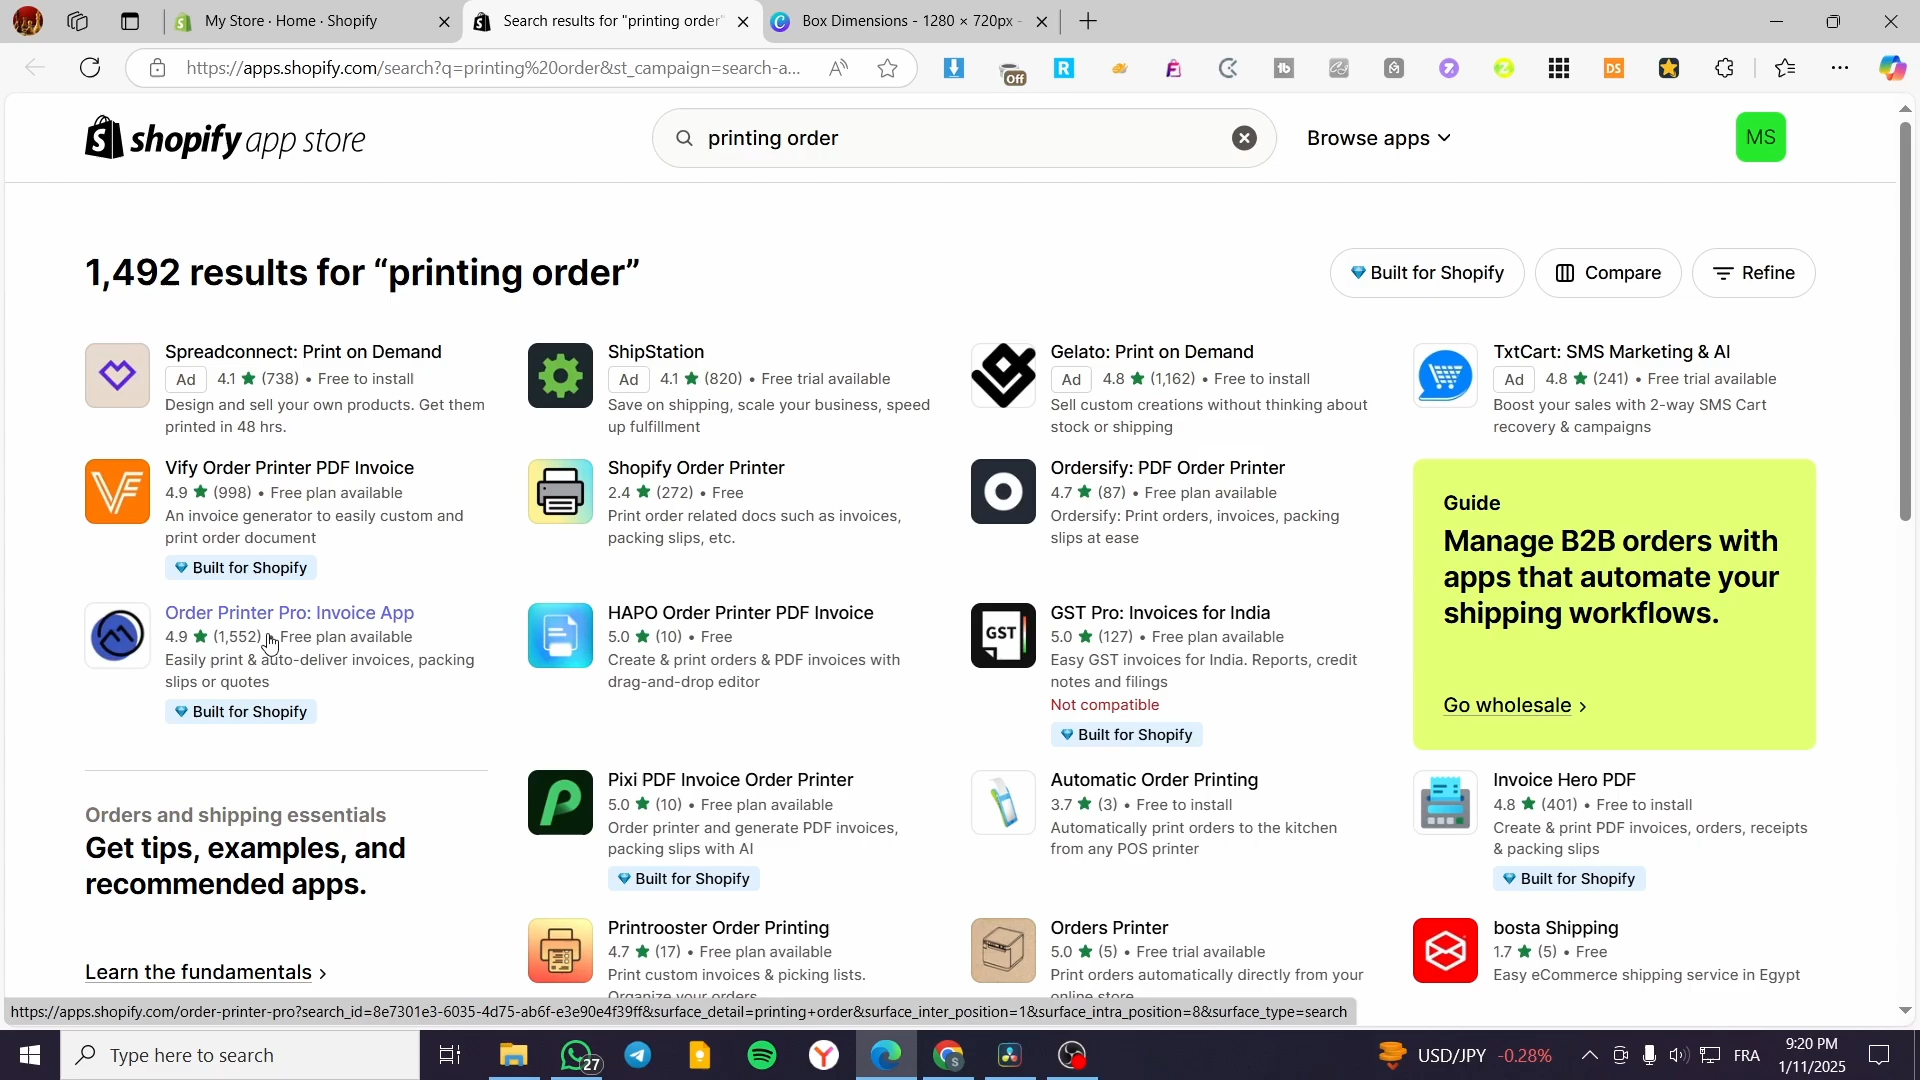 My Store · Home · Shopify
Search results for "printing order"
Box Dimensions - 1280 × 720px -
https://apps.shopify.com/search?q=printing%20order&st_campaign=search-a...
Off
shopify app store
printing order
Browse apps
MS
1,492 results for “printing order”
Built for Shopify
Compare
Refine
Spreadconnect: Print on Demand
Ad 4.1 ★ (738) • Free to install
Design and sell your own products. Get them
printed in 48 hrs.
ShipStation
Ad 4.1 ★ (820) • Free trial available
Save on shipping, scale your business, speed
up fulfillment
Gelato: Print on Demand
Ad 4.8 ★ (1,162) • Free to install
Sell custom creations without thinking about
stock or shipping
TxtCart: SMS Marketing & AI
Ad 4.8 ★ (241) • Free trial available
Boost your sales with 2-way SMS Cart
recovery & campaigns
Vify Order Printer PDF Invoice
4.9 ★ (998) • Free plan available
An invoice generator to easily custom and
print order document
Built for Shopify
Shopify Order Printer
2.4 ★ (272) • Free
Print order related docs such as invoices,
packing slips, etc.
Ordersify: PDF Order Printer
4.7 ★ (87) • Free plan available
Ordersify: Print orders, invoices, packing
slips at ease
Guide
Manage B2B orders with
apps that automate your
shipping workflows.
Go wholesale >
Order Printer Pro: Invoice App
4.9 ★ (1,552) • Free plan available
Easily print & auto-deliver invoices, packing
slips or quotes
Built for Shopify
HAPO Order Printer PDF Invoice
5.0 ★ (10) • Free
Create & print orders & PDF invoices with
drag-and-drop editor
GST
GST Pro: Invoices for India
5.0 ★ (127) • Free plan available
Easy GST invoices for India. Reports, credit
notes and filings
Not compatible
Built for Shopify
Orders and shipping essentials
Get tips, examples, and
recommended apps.
Learn the fundamentals >
Pixi PDF Invoice Order Printer
5.0 ★ (10) • Free plan available
Order printer and generate PDF invoices,
packing slips with AI
Built for Shopify
Automatic Order Printing
3.7 ★ (3) • Free to install
Automatically print orders to the kitchen
from any POS printer
Invoice Hero PDF
4.8 ★ (401) • Free to install
Create & print PDF invoices, orders, receipts
& packing slips
Built for Shopify
Printrooster Order Printing
4.7 ★ (17) • Free plan available
Print custom invoices & picking lists.
Organize your orders
Orders Printer
5.0 ★ (5) • Free trial available
Print orders automatically directly from your
online store
bosta Shipping
1.7 ★ (5) • Free
Easy eCommerce shipping service in Egypt
https://apps.shopify.com/order-printer-pro?search_id=8e7301e3-6035-4d75-ab6f-e3e90e4f39ff&surface_detail=printing+order&surface_inter_position=1&surface_intra_position=8&surface_type=search
Type here to search
27
USD/JPY -0.28%
FRA
9:20 PM
1/11/2025